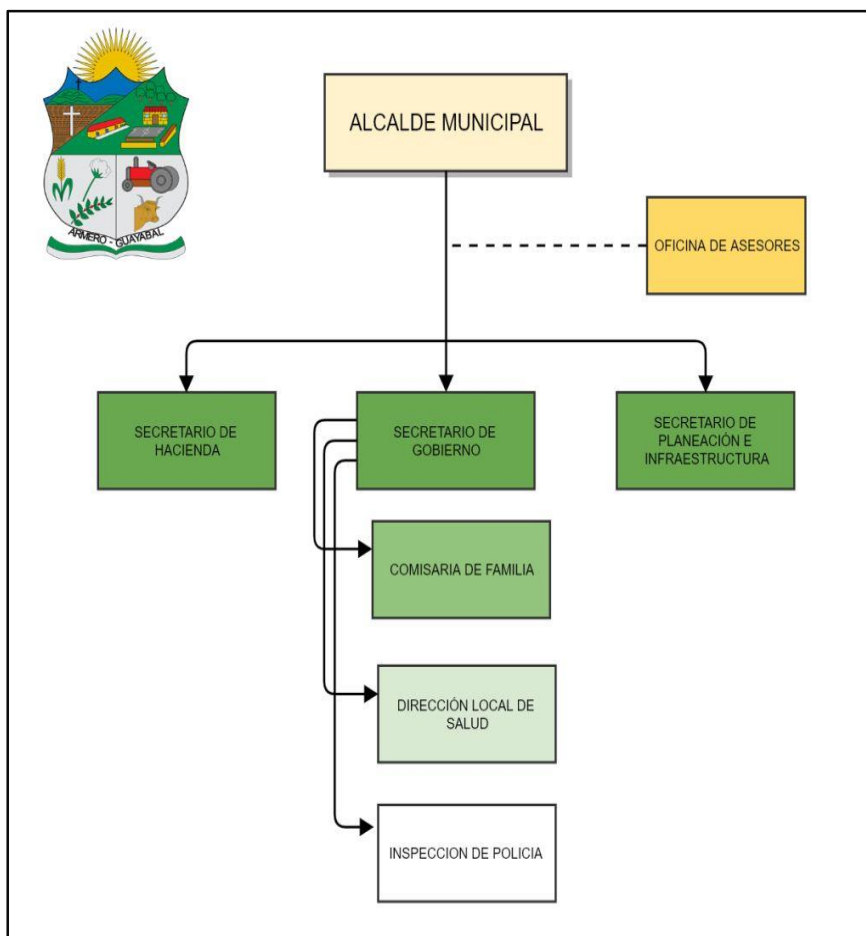 ARMERO - GUAYABAL
ALCALDE MUNICIPAL
OFICINA DE ASESORES
SECRETARIO DE
HACIENDA
SECRETARIO DE
GOBIERNO
SECRETARIO DE
PLANEACIÓN E
INFRAESTRUCTURA
COMISARIA DE FAMILIA
DIRECCIÓN LOCAL DE
SALUD
INSPECCION DE POLICIA